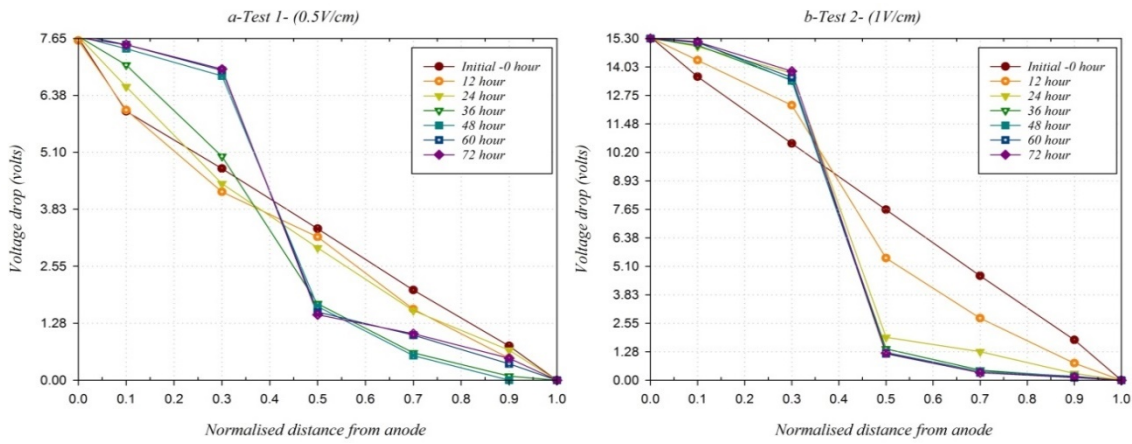 a-Test 1- (0.5V/cm)
7.65
6.38
5.10
3.83
2.55
1.28
0.00
Voltage drop (volts)
Initial -0 hour
12 hour
24 hour
36 hour
48 hour
60 hour
72 hour
0.0 0.1 0.2 0.3 0.4 0.5 0.6 0.7 0.8 0.9 1.0
Normalised distance from anode
b-Test 2- (1V/cm)
15.30
14.03
12.75
11.48
10.20
8.93
7.65
6.38
5.10
3.83
2.55
1.28
0.00
Voltage drop (volts)
Initial -0 hour
12 hour
24 hour
36 hour
48 hour
60 hour
72 hour
0.0 0.1 0.2 0.3 0.4 0.5 0.6 0.7 0.8 0.9 1.0
Normalised distance from anode